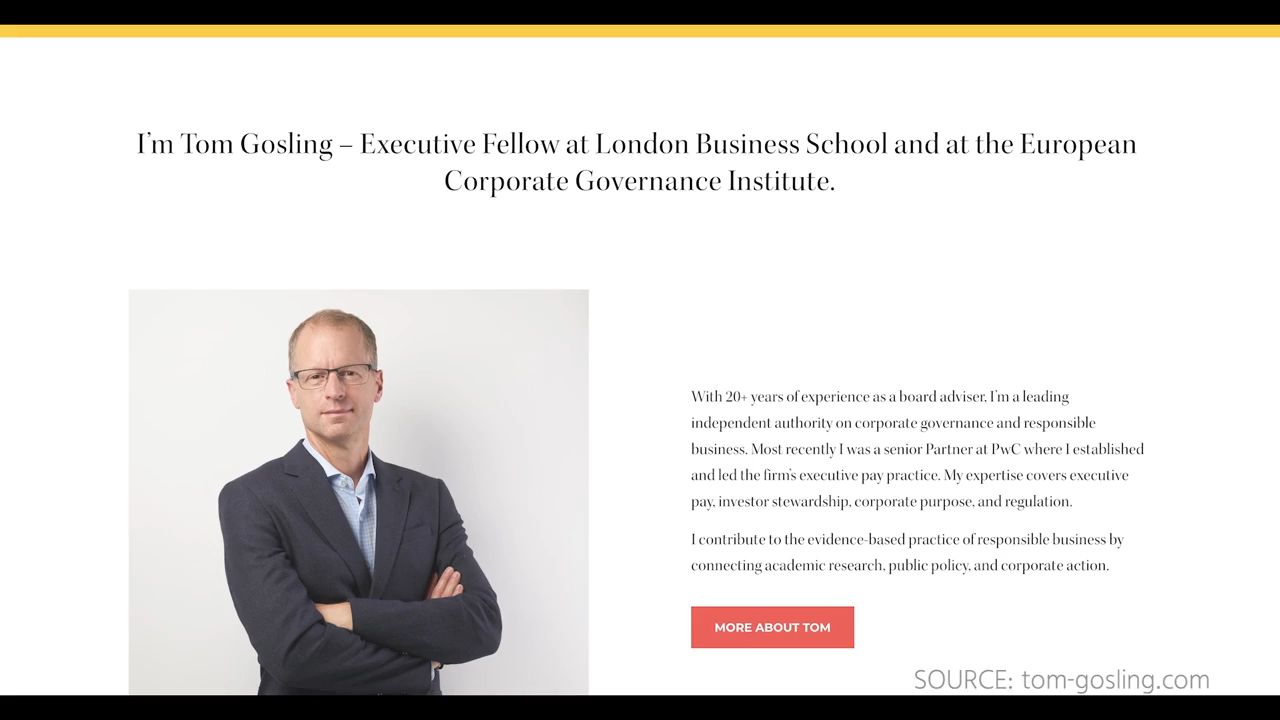 I'm Tom Gosling – Executive Fellow at London Business School and at the European
Corporate Governance Institute.
With 20+ years of experience as a board adviser, I'm a leading
independent authority on corporate governance and responsible
business. Most recently I was a senior Partner at PwC where I established
and led the firm's executive pay practice. My expertise covers executive
pay, investor stewardship, corporate purpose, and regulation.
I contribute to the evidence-based practice of responsible business by
connecting academic research, public policy, and corporate action.
MORE ABOUT TOM
SOURCE: tom-gosling.com